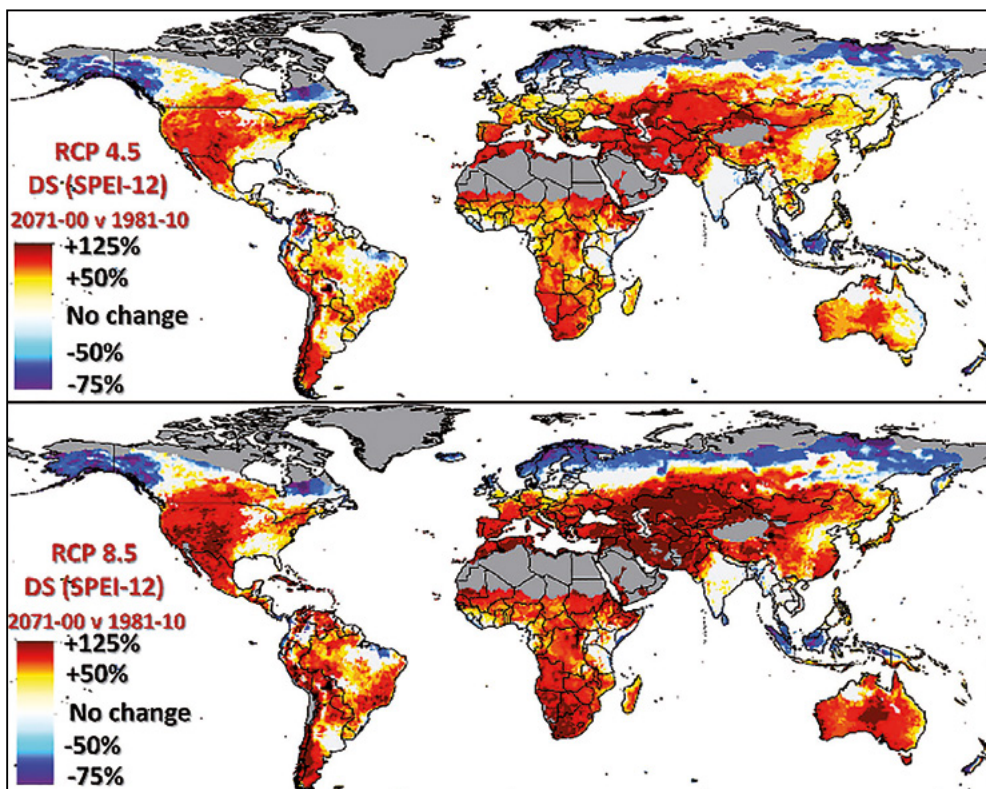 RCP 4.5
DS (SPEI-12)
2071-00 v 1981-10
+125%
+50%
No change
-50%
-75%
RCP 8.5
DS (SPEI-12)
2071-00 v 1981-10
+125%
+50%
No change
-50%
-75%